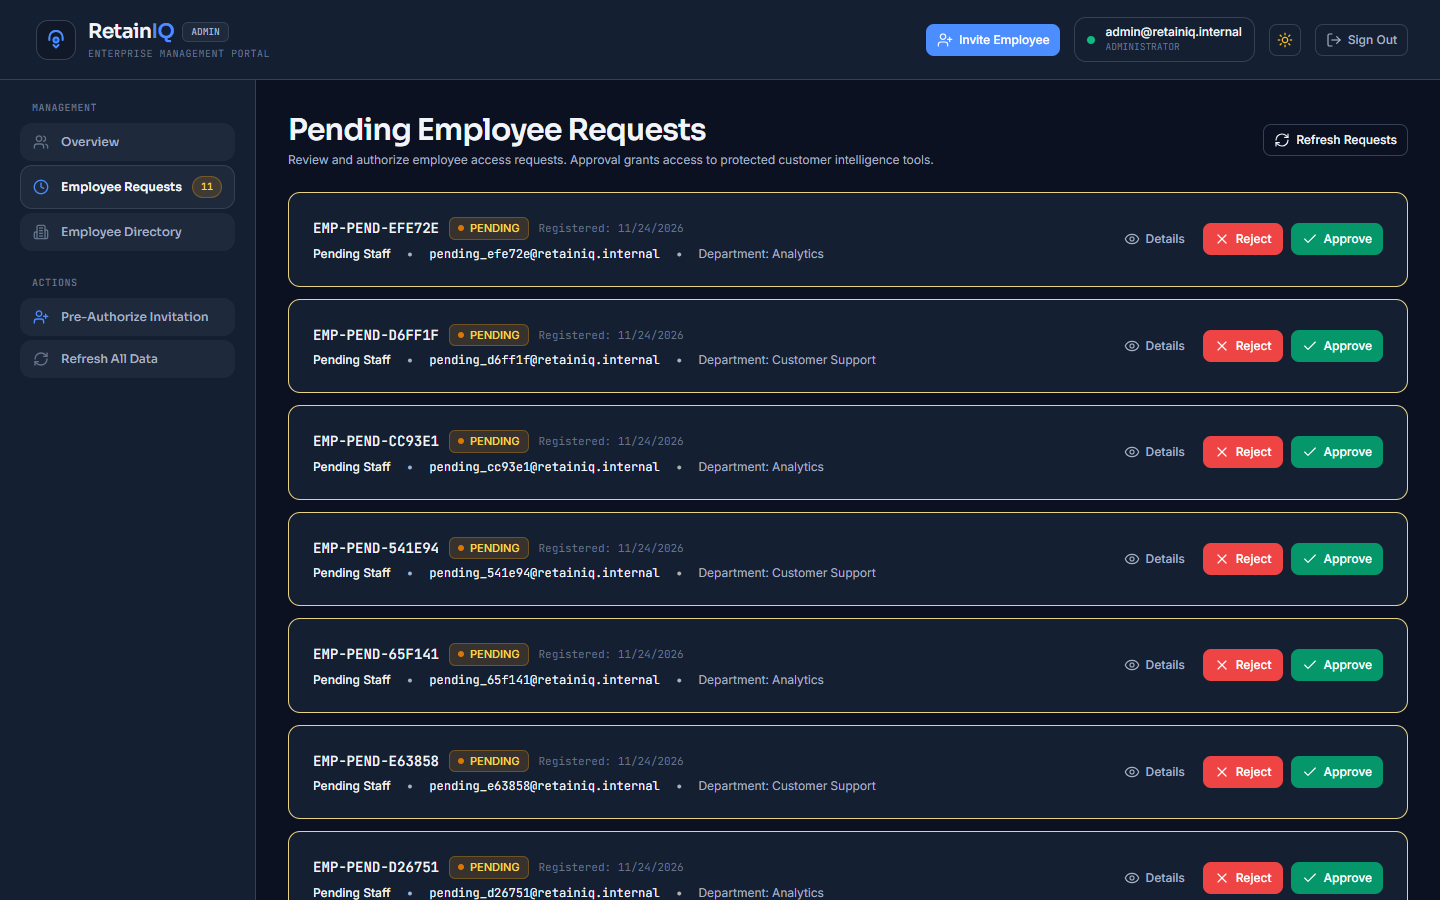 RetainIQ ADMIN
ENTERPRISE MANAGEMENT PORTAL
Invite Employee
admin@retainiq.internal
ADMINISTRATOR
Sign Out
MANAGEMENT
Overview
Employee Requests 11
Employee Directory
ACTIONS
Pre-Authorize Invitation
Refresh All Data
Pending Employee Requests
Review and authorize employee access requests. Approval grants access to protected customer intelligence tools.
Refresh Requests
EMP-PEND-EFE72E PENDING Registered: 11/24/2026
Pending Staff • pending_efe72e@retainiq.internal • Department: Analytics
Details Reject Approve
EMP-PEND-D6FF1F PENDING Registered: 11/24/2026
Pending Staff • pending_d6ff1f@retainiq.internal • Department: Customer Support
Details Reject Approve
EMP-PEND-CC93E1 PENDING Registered: 11/24/2026
Pending Staff • pending_cc93e1@retainiq.internal • Department: Analytics
Details Reject Approve
EMP-PEND-541E94 PENDING Registered: 11/24/2026
Pending Staff • pending_541e94@retainiq.internal • Department: Customer Support
Details Reject Approve
EMP-PEND-65F141 PENDING Registered: 11/24/2026
Pending Staff • pending_65f141@retainiq.internal • Department: Analytics
Details Reject Approve
EMP-PEND-E63858 PENDING Registered: 11/24/2026
Pending Staff • pending_e63858@retainiq.internal • Department: Customer Support
Details Reject Approve
EMP-PEND-D26751 PENDING Registered: 11/24/2026
Pending Staff • pending_d26751@retainiq.internal • Department: Analytics
Details Reject Approve